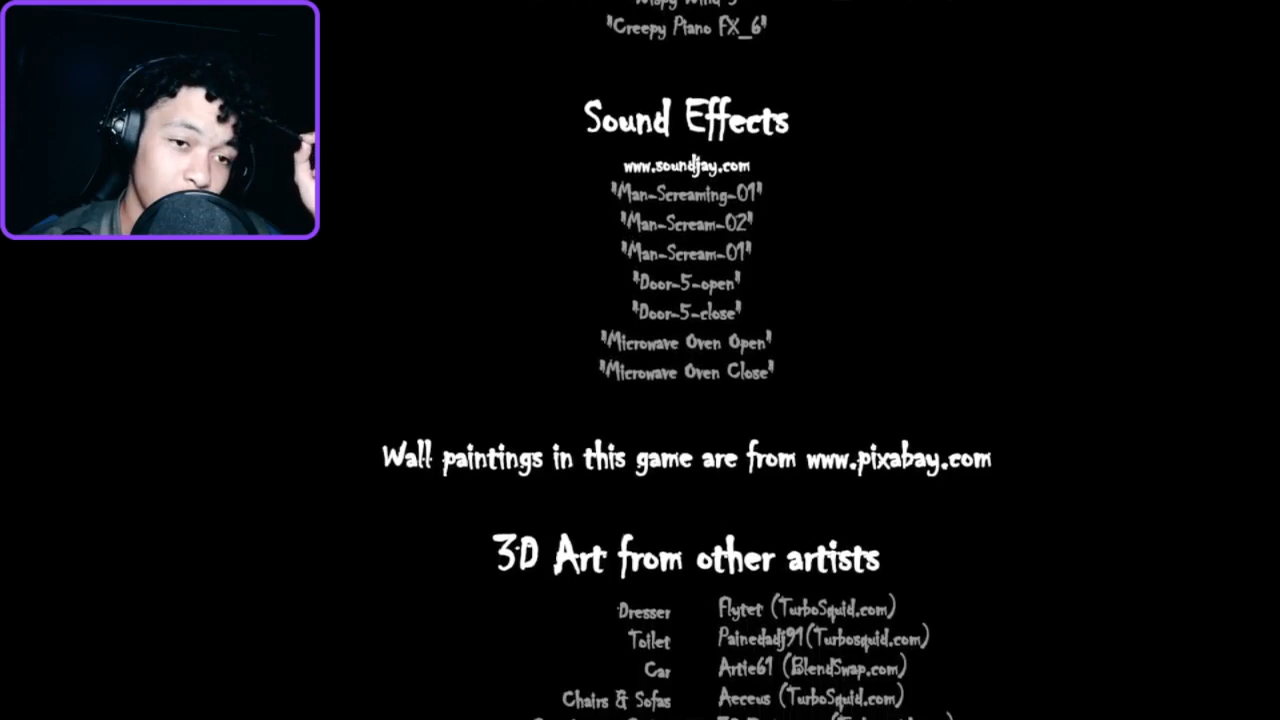 "Creepy Piano FX_6"
Sound Effects
www.soundjay.com
"Man-Screaming-01"
"Man-Scream-02"
"Man-Scream-01"
"Door-5-open"
"Door-5-close"
"Microwave Oven Open"
"Microwave Oven Close"
Wall paintings in this game are from www.pixabay.com
3D Art from other artists
Dresser Flytet (TurboSquid.com)
Toilet Painedadj91(Turbosquid.com)
Car Artie61 (BlendSwap.com)
Chairs & Sofas Aeceus (TurboSquid.com)